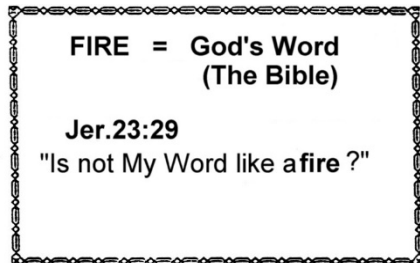 FIRE = God's Word
(The Bible)
Jer.23:29
"Is not My Word like a fire ?"